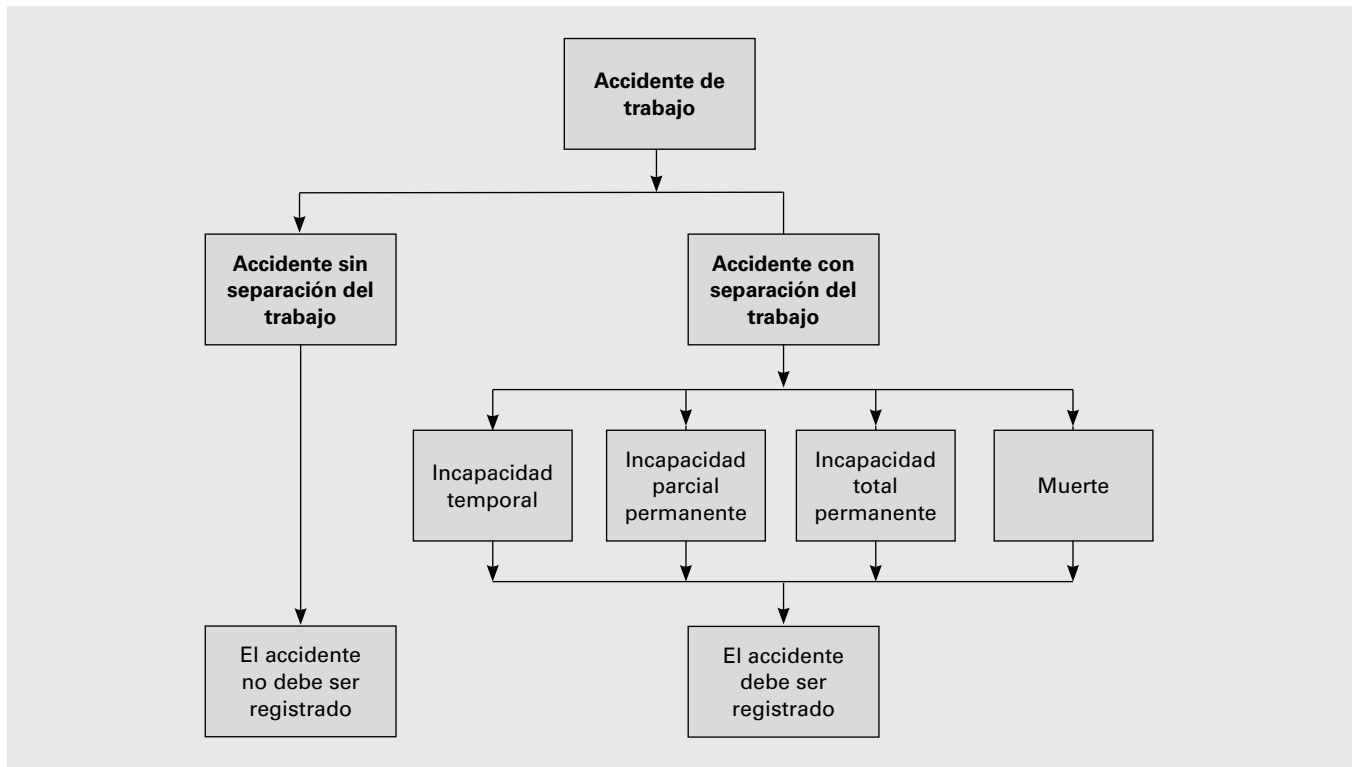 Accidente de
trabajo
Accidente sin
separación del
trabajo
Accidente con
separación del
trabajo
Incapacidad
temporal
Incapacidad
parcial
permanente
Incapacidad
total
permanente
Muerte
El accidente
no debe ser
registrado
El accidente
debe ser
registrado